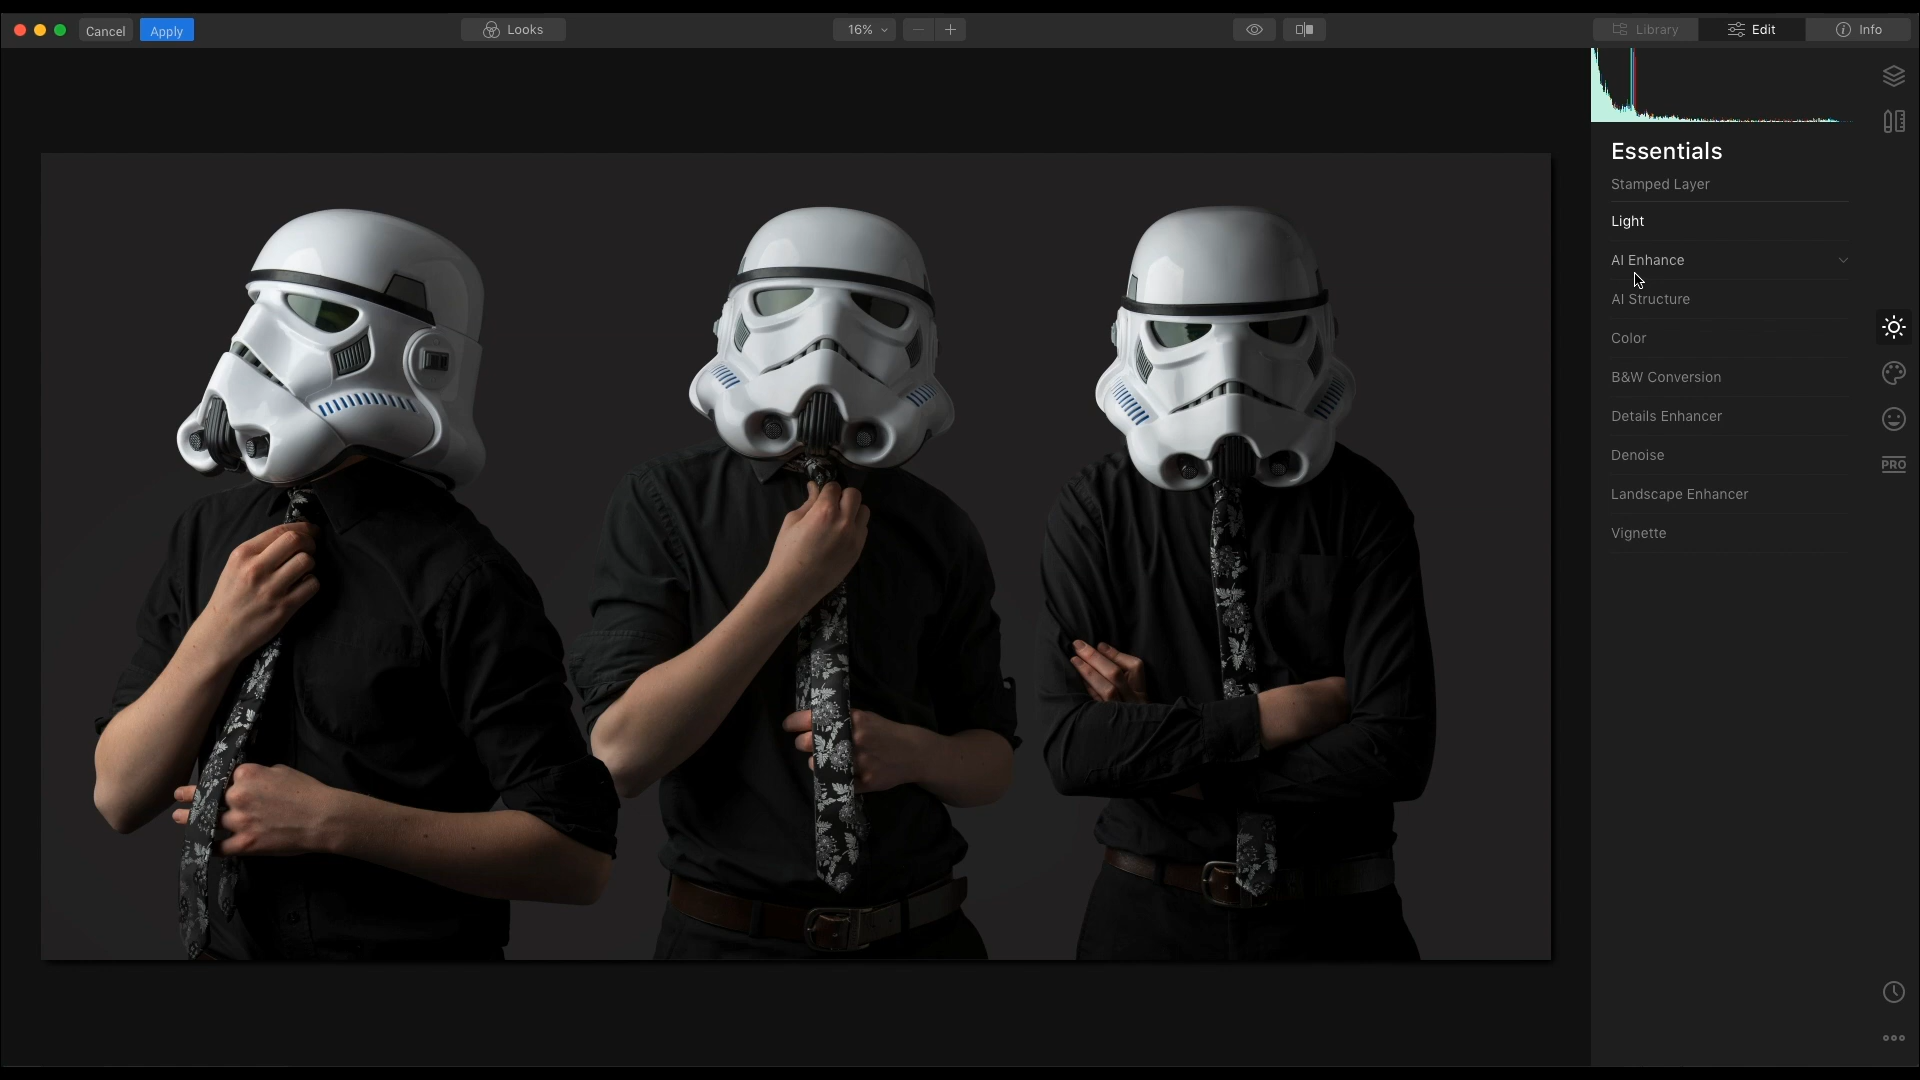 Cancel
Apply
Looks
16%
Library
Edit
Info
Essentials
Stamped Layer
Light
AI Enhance
AI Structure
Color
B&W Conversion
Details Enhancer
Denoise
Landscape Enhancer
Vignette
PRO